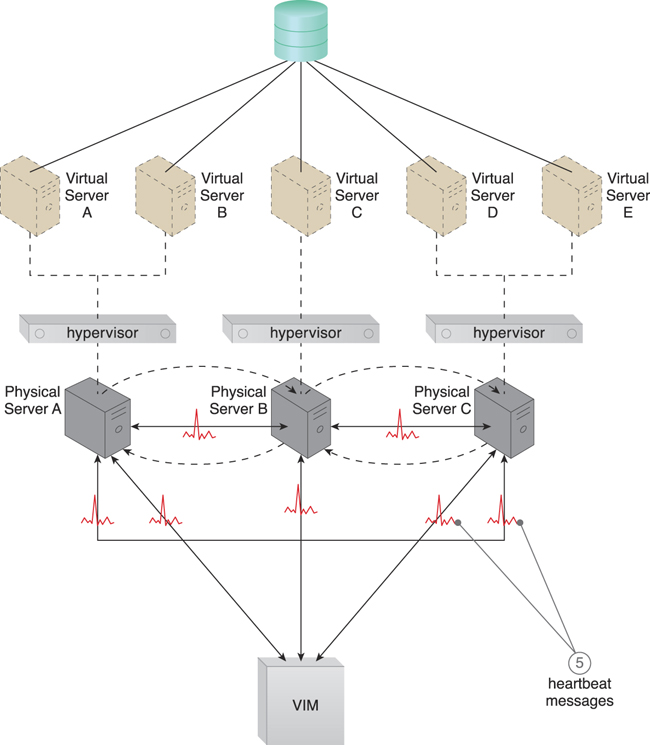 Virtual
Server
A
Virtual
Server
B
Virtual
Server
C
Virtual
Server
D
Virtual
Server
E
hypervisor
hypervisor
hypervisor
Physical
Server A
Physical
Server B
Physical
Server C
5
heartbeat
messages
VIM